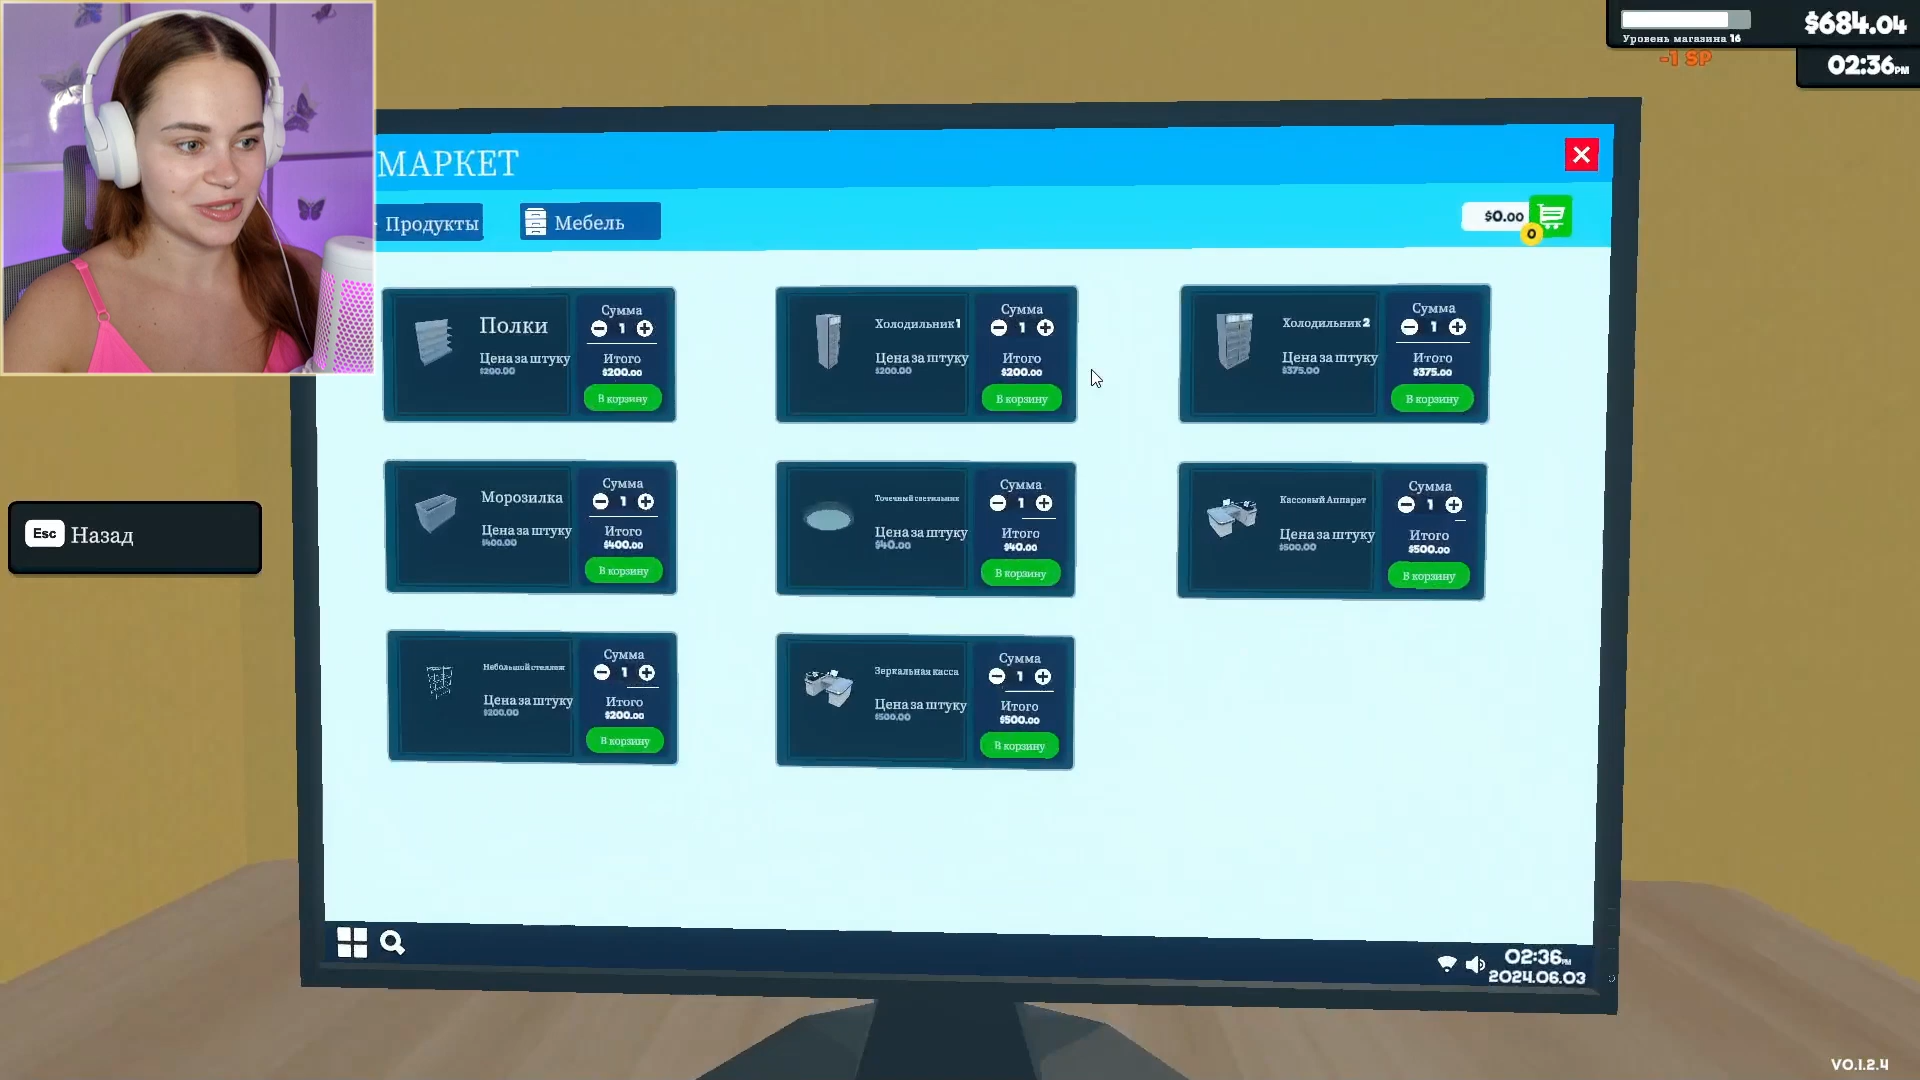 $684.04
Уровень магазина 16
-1 SP
02:36PM
МАРКЕТ
Продукты
Мебель
$0.00
0
Полки
Цена за штуку
$200.00
Сумма
1
Итого
$200.00
В корзину
Холодильник 1
Цена за штуку
$200.00
Сумма
1
Итого
$200.00
В корзину
Холодильник 2
Цена за штуку
$375.00
Сумма
1
Итого
$375.00
В корзину
Морозилка
Цена за штуку
$400.00
Сумма
1
Итого
$400.00
В корзину
Точечный светильник
Цена за штуку
$40.00
Сумма
1
Итого
$40.00
В корзину
Кассовый Аппарат
Цена за штуку
$500.00
Сумма
1
Итого
$500.00
В корзину
Небольшой стеллаж
Цена за штуку
$200.00
Сумма
1
Итого
$200.00
В корзину
Зеркальная касса
Цена за штуку
$500.00
Сумма
1
Итого
$500.00
В корзину
Esc Назад
02:36PM
2024.06.03
V0.1.2.4